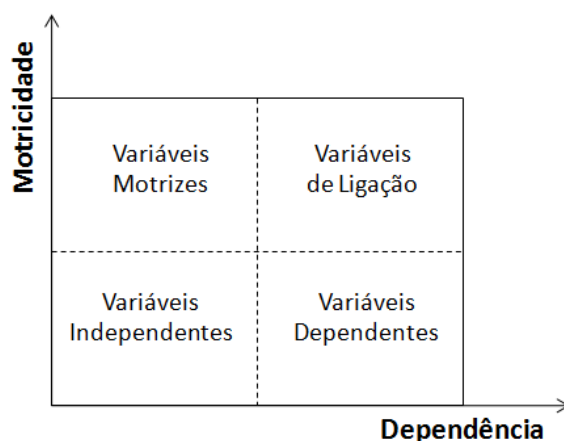 Motricidade
Variáveis
Motrizes
Variáveis
de Ligação
Variáveis
Independentes
Variáveis
Dependentes
Dependência